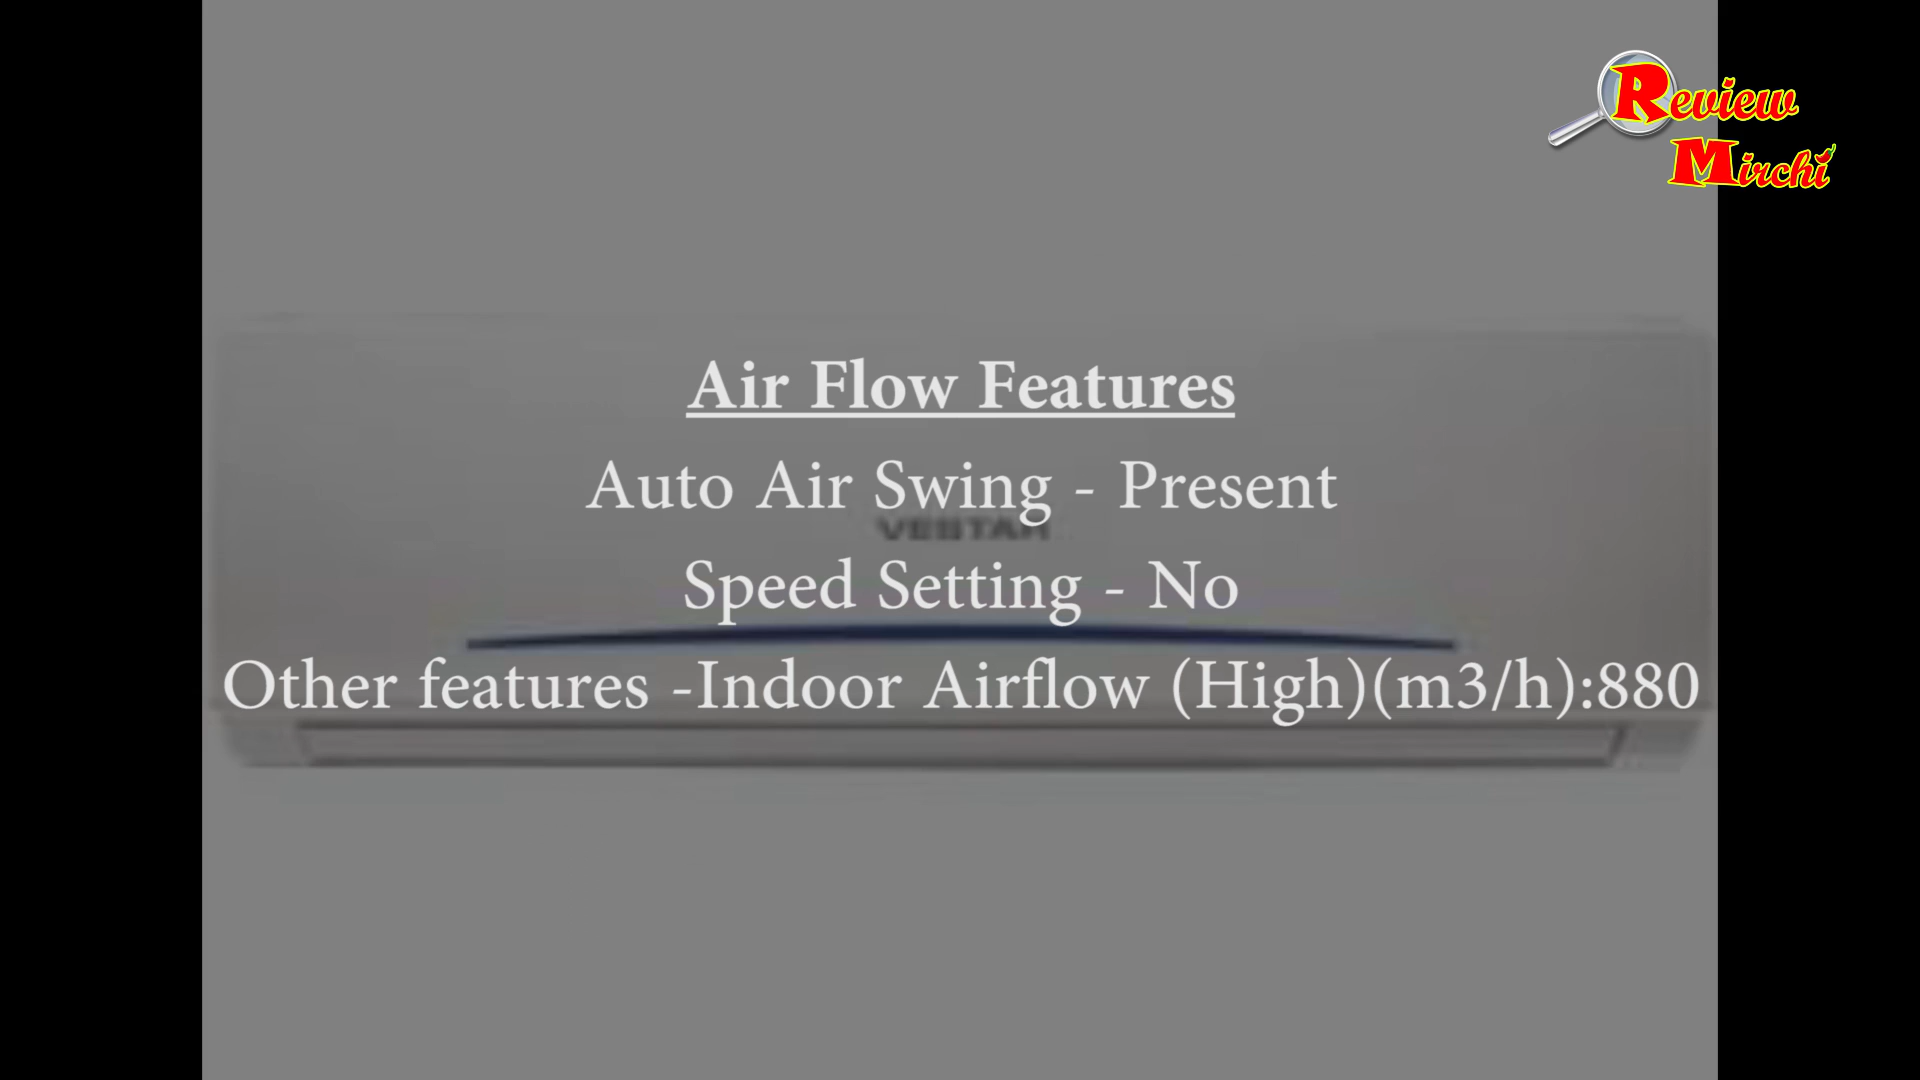 Review
Mirchi
Air Flow Features
Auto Air Swing - Present
VESTAR
Speed Setting - No
Other features -Indoor Airflow (High)(m3/h):880